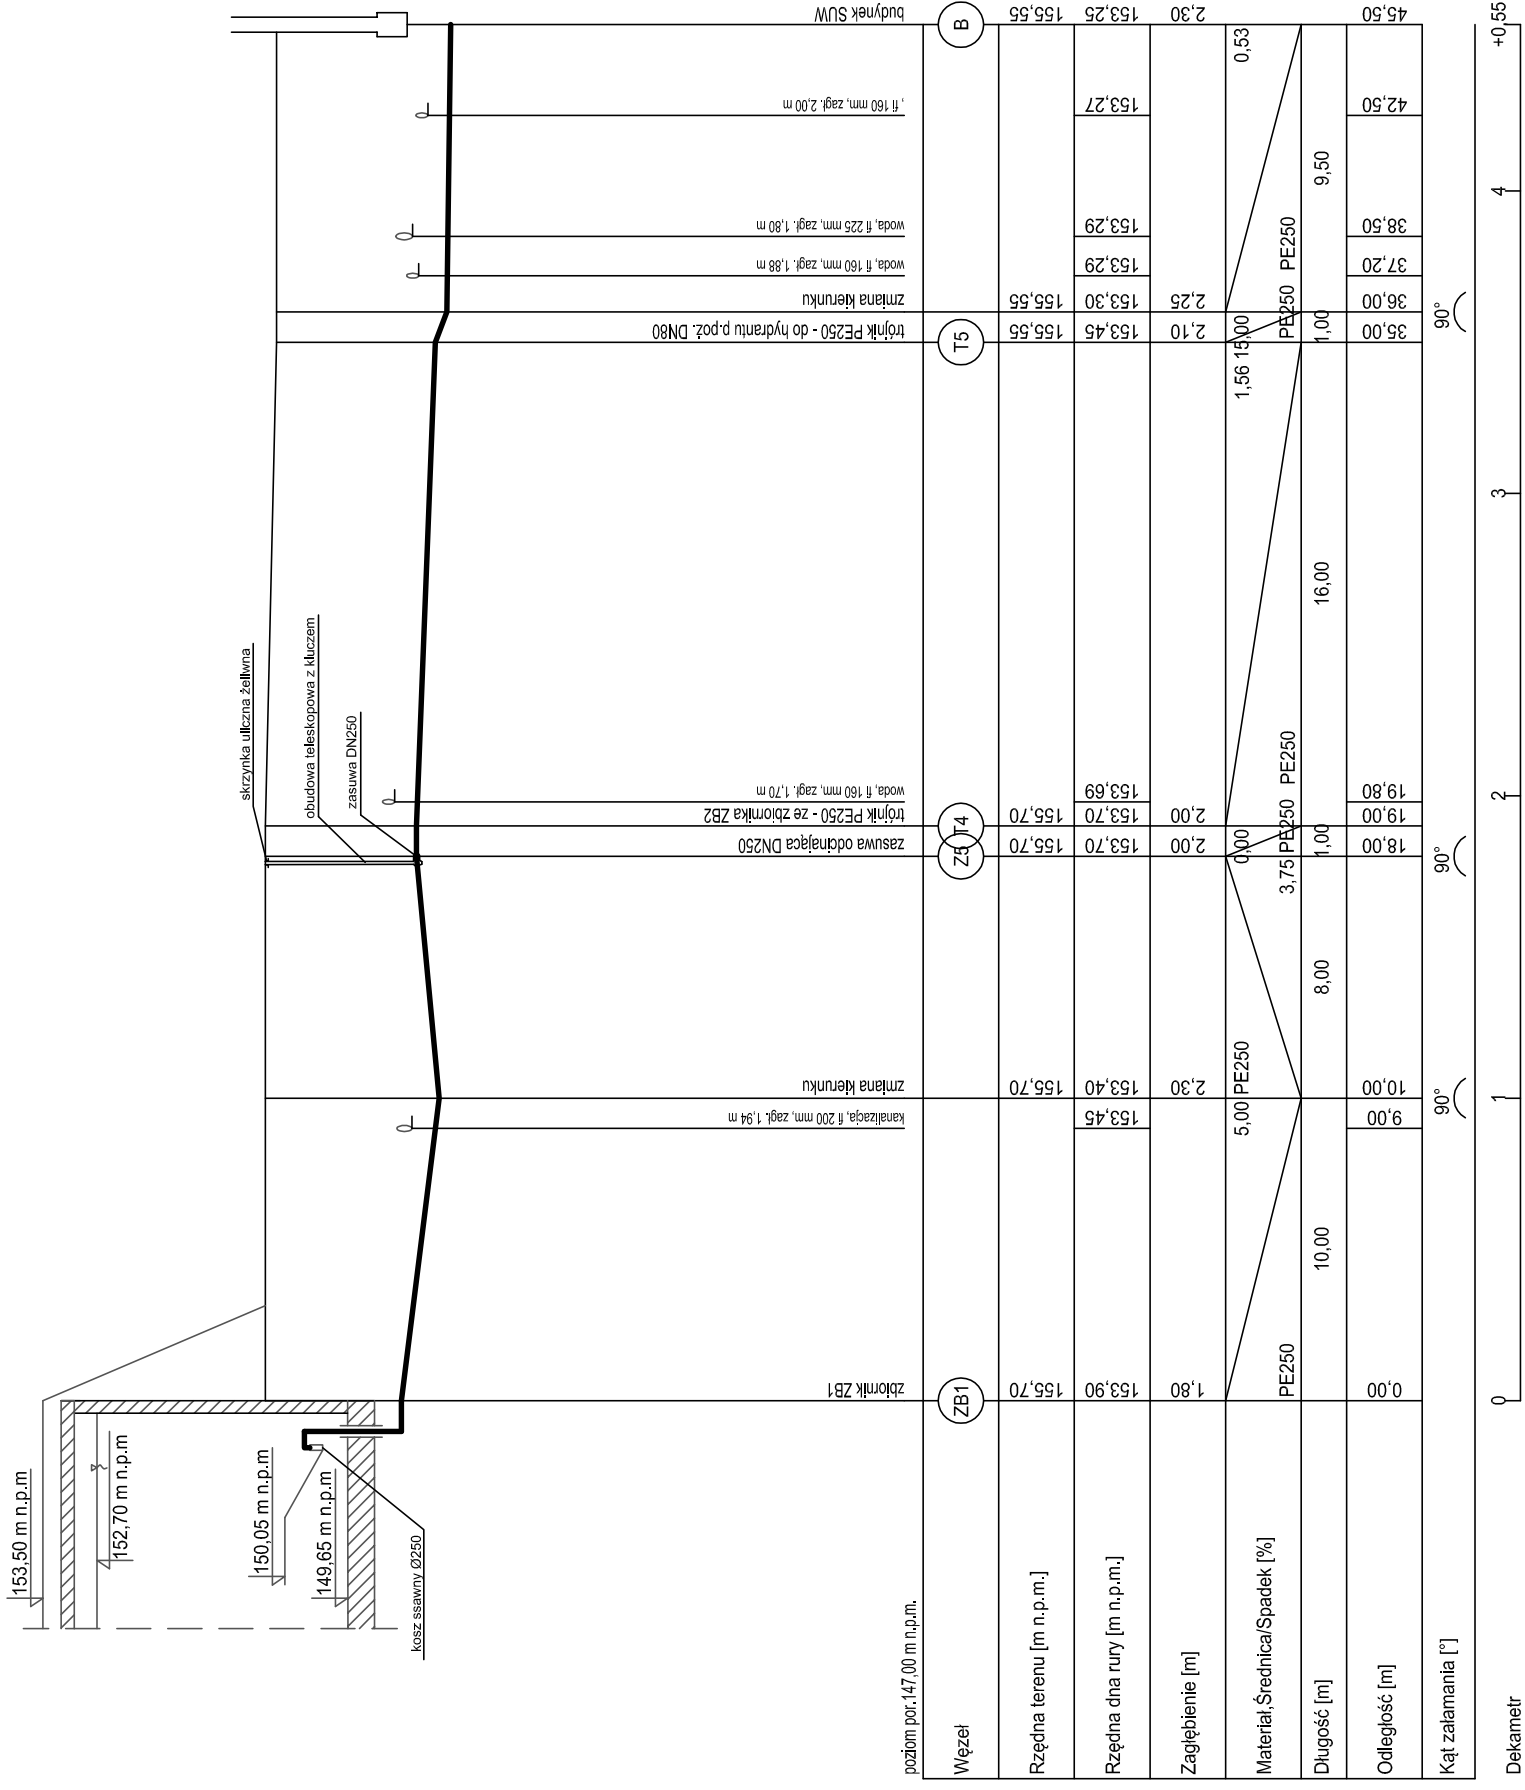 153,50 m n.p.m
152,70 m n.p.m
150,05 m n.p.m
149,65 m n.p.m
kosz ssawny Ø250
skrzynka uliczna żeliwna
obudowa teleskopowa z kluczem
zasuwa DN250
zbiornik ZB1
kanalizacja, fi 200 mm, zagł. 1,94 m
zmiana kierunku
zasuwa odcinająca DN250
trójnik PE250 - ze zbiornika ZB2
woda, fi 160 mm, zagł. 1,70 m
trójnik PE250 - do hydrantu p.poż. DN80
zmiana kierunku
woda, fi 160 mm, zagł. 1,88 m
woda, fi 225 mm, zagł. 1,80 m
, fi 160 mm, zagł. 2,00 m
budynek SUW
poziom por.147,00 m n.p.m.
Węzeł ZB1 Z5 T4 T5 B
Rzędna terenu [m n.p.m.] 155,70 155,70 155,70 155,70 155,55 155,55 155,55
Rzędna dna rury [m n.p.m.] 153,90 153,45 153,40 153,70 153,70 153,69 153,45 153,30 153,29 153,29 153,27 153,25
Zagłębienie [m] 1,80 2,30 2,00 2,00 2,10 2,25 2,30
Materiał,Średnica/Spadek [%] 5,00 0,00 1,56 15,00 0,53
PE250 PE250 3,75 PE250 PE250 PE250 PE250
Długość [m] 10,00 8,00 1,00 16,00 1,00 9,50
Odległość [m] 0,00 9,00 10,00 18,00 19,00 19,80 35,00 36,00 37,20 38,50 42,50 45,50
Kąt załamania [°] 90° 90° 90°
Dekametr 0 1 2 3 4 +0,55